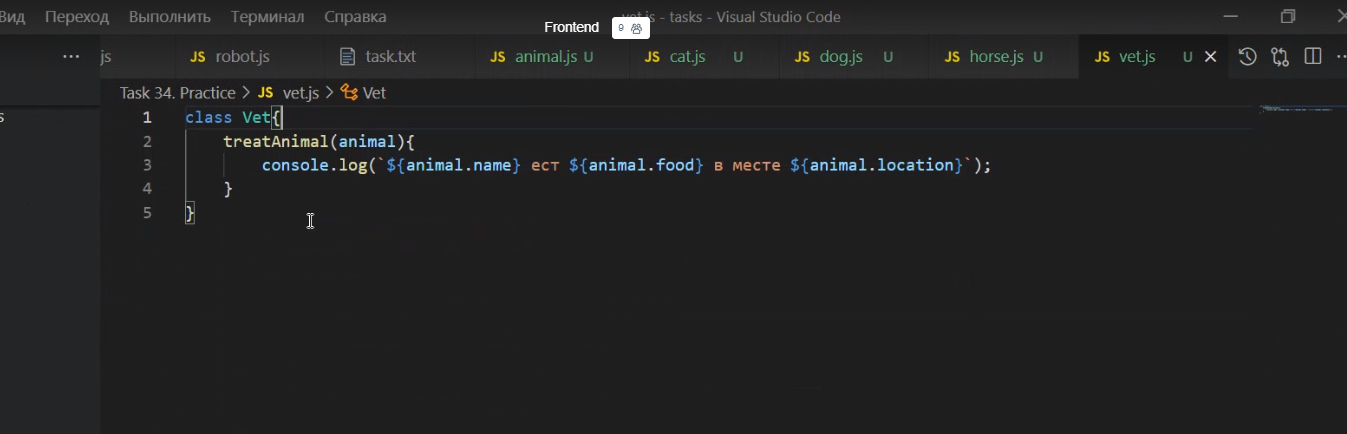 Вид Переход Выполнить Терминал Справка
vet.js - tasks - Visual Studio Code
Frontend 9
js JS robot.js task.txt JS animal.js U JS cat.js U JS dog.js U JS horse.js U JS vet.js U
Task 34. Practice > JS vet.js > Vet
1 class Vet{
2 treatAnimal(animal){
3 console.log(`${animal.name} ест ${animal.food} в месте ${animal.location}`);
4 }
5 }
s